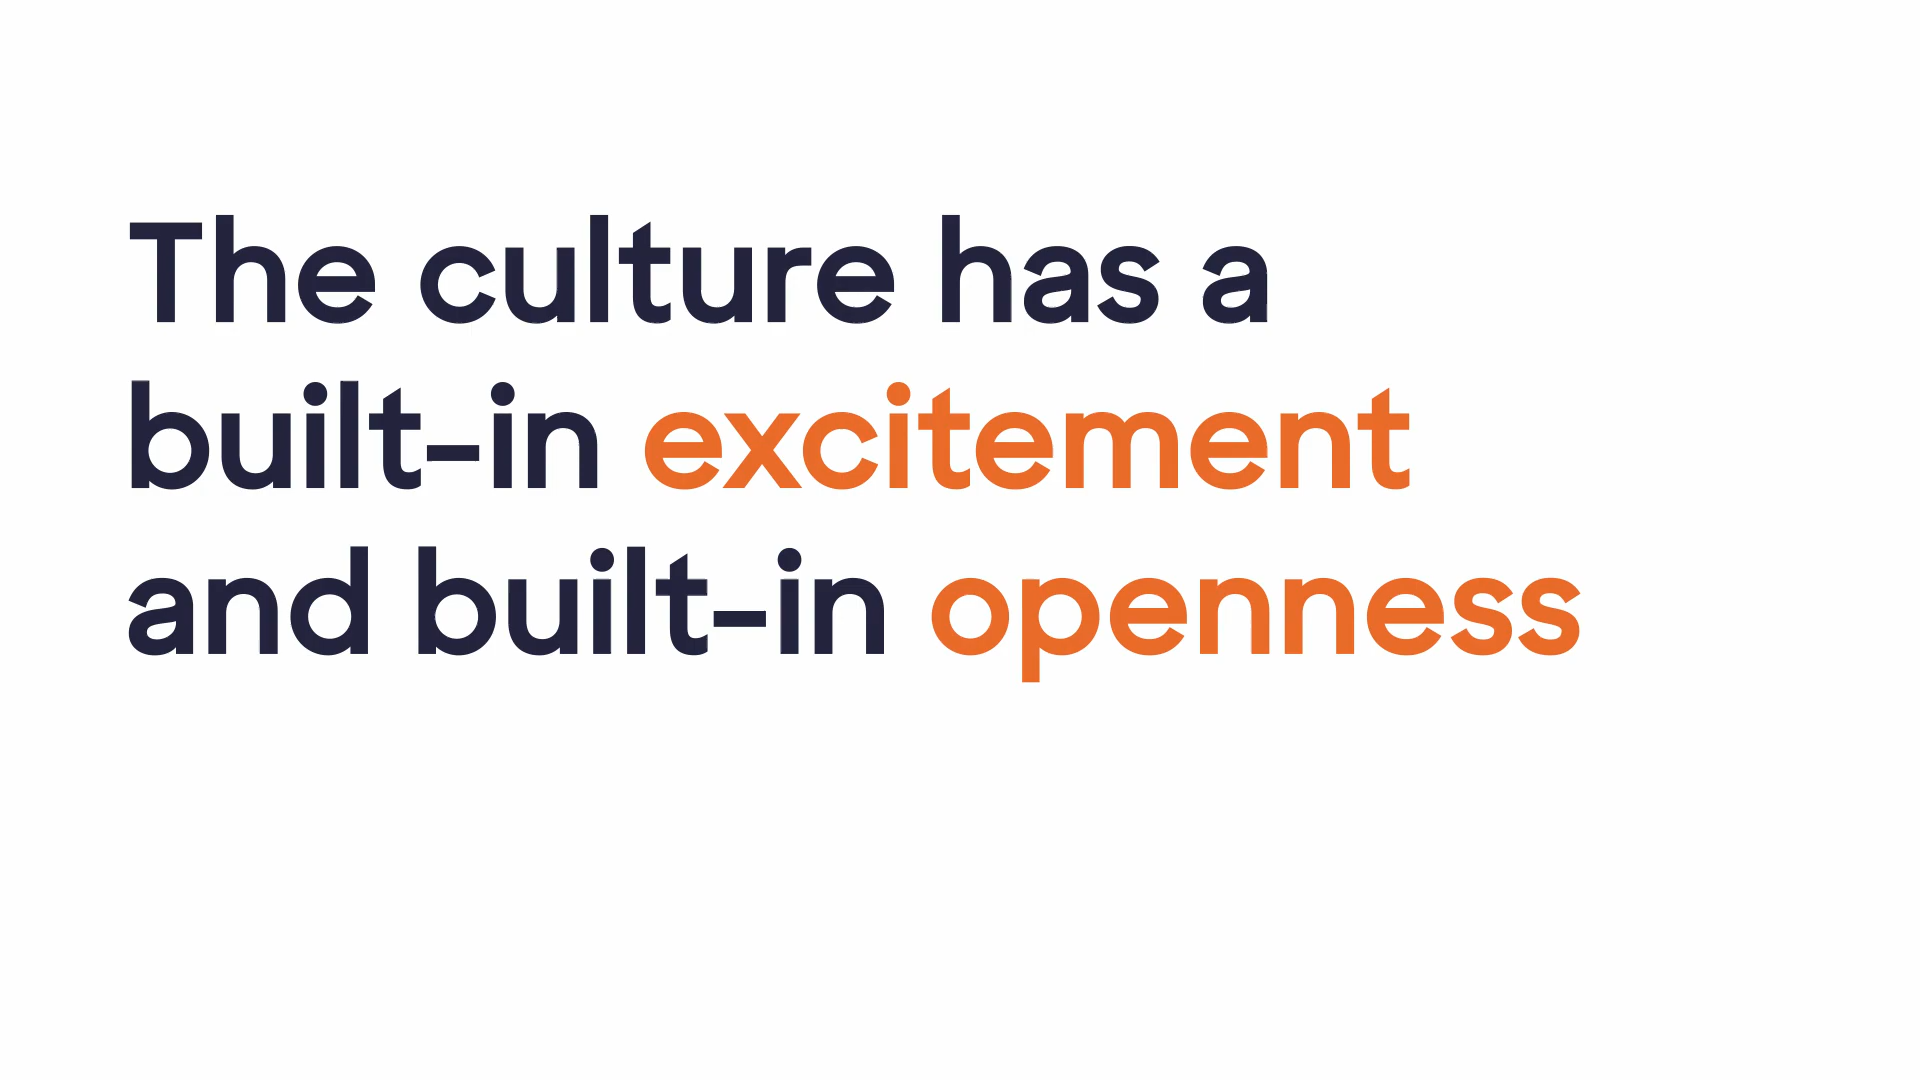 The culture has a
built-in excitement
and built-in openness